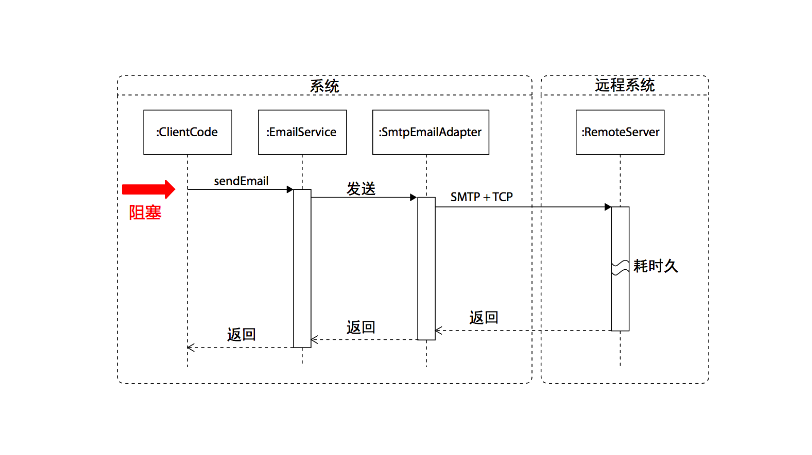 系统
远程系统
:ClientCode
:EmailService
:SmtpEmailAdapter
:RemoteServer
sendEmail
发送
SMTP + TCP
阻塞
耗时久
返回
返回
返回